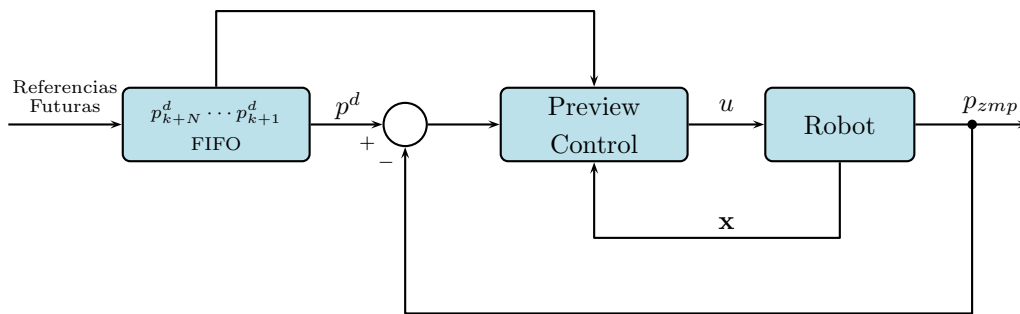 Referencias
Futuras
p^d_{k+N} ⋯ p^d_{k+1}
FIFO
p^d
+
−
Preview
Control
u
Robot
p_{zmp}
x